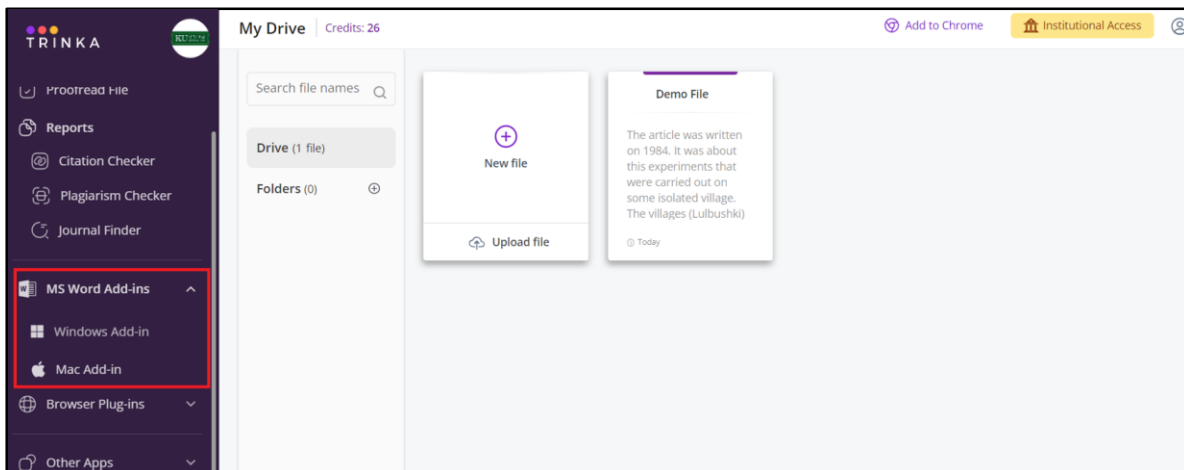 TRINKA
My Drive
Credits: 26
Add to Chrome
Institutional Access
Proofread File
Reports
Citation Checker
Plagiarism Checker
Journal Finder
MS Word Add-ins
Windows Add-in
Mac Add-in
Browser Plug-ins
Other Apps
Search file names
Drive (1 file)
Folders (0)
New file
Upload file
Demo File
The article was written
on 1984. It was about
this experiments that
were carried out on
some isolated village.
The villages (Lulbushki)
Today